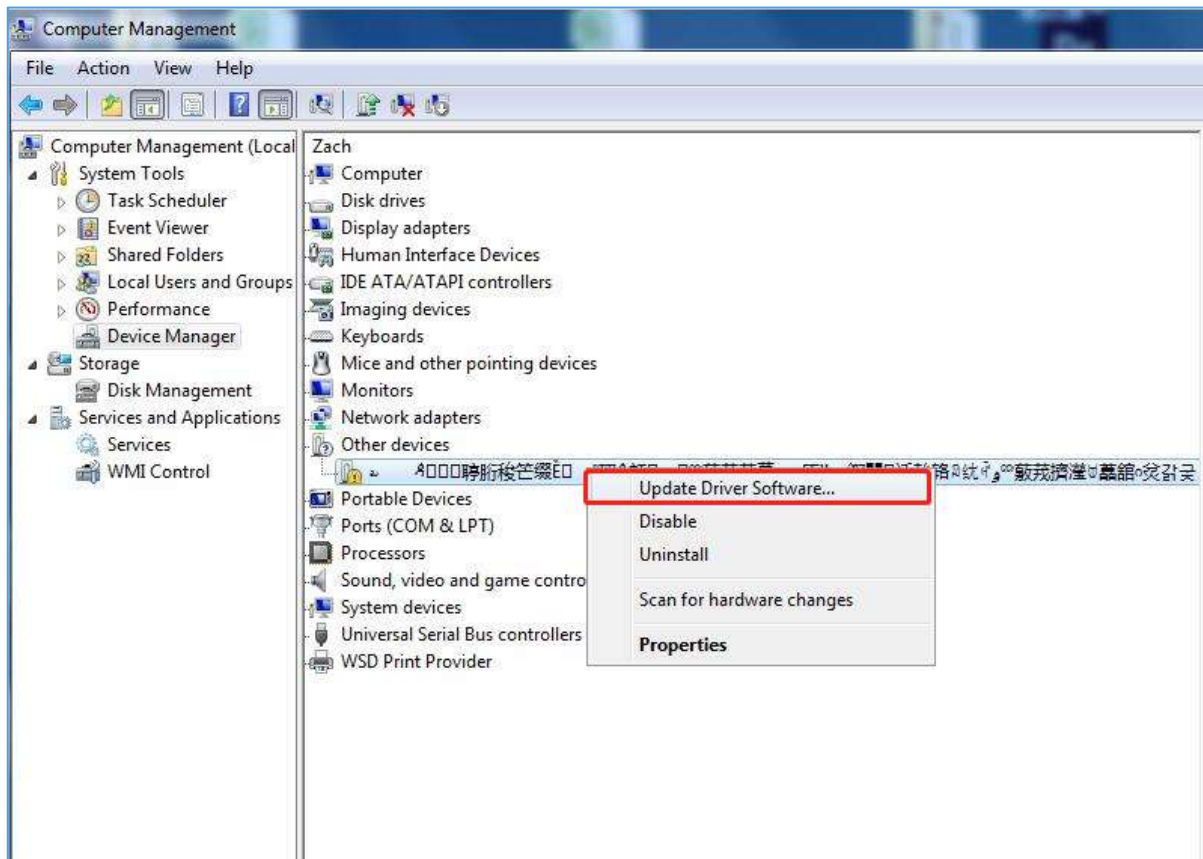 Computer Management
File Action View Help
Computer Management (Local
System Tools
Task Scheduler
Event Viewer
Shared Folders
Local Users and Groups
Performance
Device Manager
Storage
Disk Management
Services and Applications
Services
WMI Control
Zach
Computer
Disk drives
Display adapters
Human Interface Devices
IDE ATA/ATAPI controllers
Imaging devices
Keyboards
Mice and other pointing devices
Monitors
Network adapters
Other devices
Portable Devices
Ports (COM & LPT)
Processors
Sound, video and game contro
System devices
Universal Serial Bus controllers
WSD Print Provider
Update Driver Software...
Disable
Uninstall
Scan for hardware changes
Properties